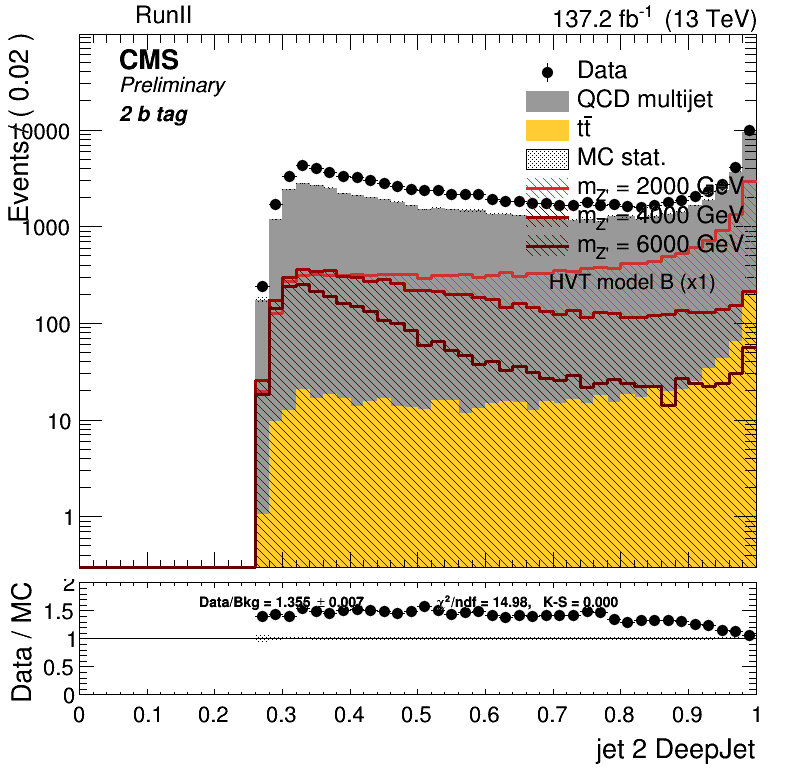 RunII
137.2 fb⁻¹ (13 TeV)
CMS
Preliminary
2 b tag
Data
QCD multijet
tt̄
MC stat.
m_Z' = 2000 GeV
m_Z' = 4000 GeV
m_Z' = 6000 GeV
HVT model B (x1)
Events / ( 0.02 )
1000
100
10
1
Data/Bkg = 1.355 ± 0.007
χ²/ndf = 14.98, K-S = 0.000
Data / MC
2
1.5
1
0.5
0
0 0.1 0.2 0.3 0.4 0.5 0.6 0.7 0.8 0.9 1
jet 2 DeepJet